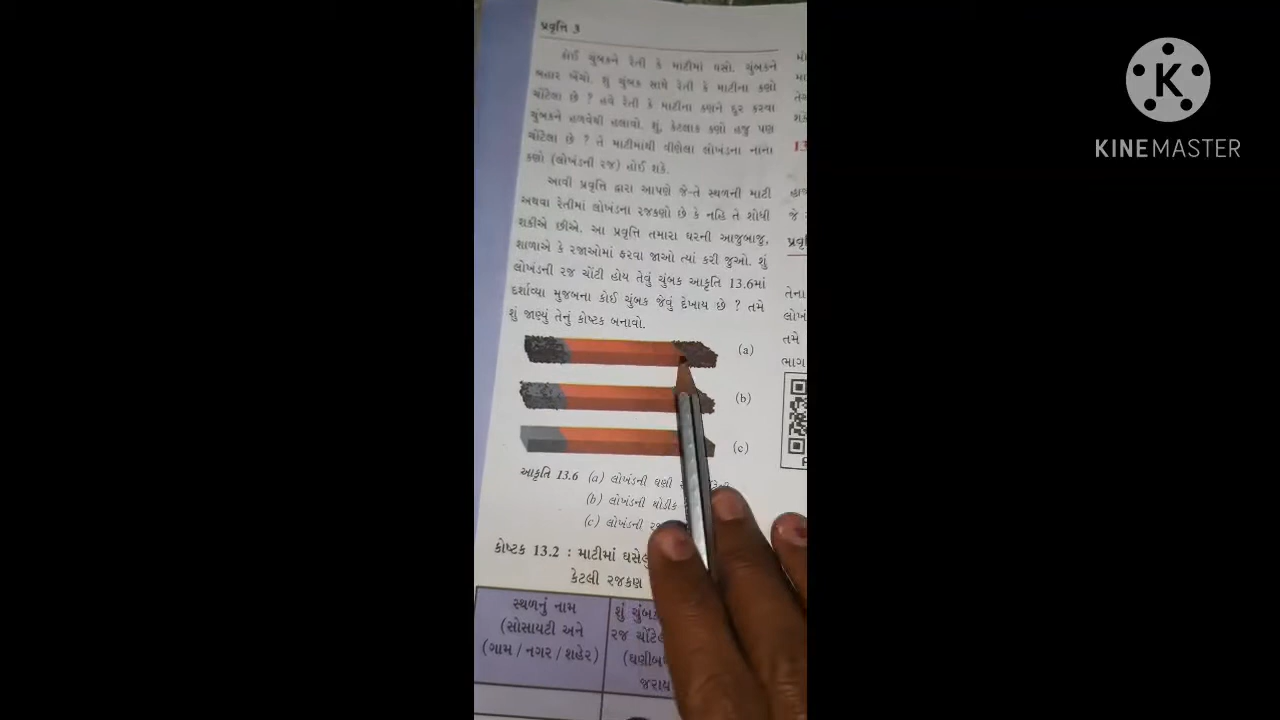 પ્રવૃત્તિ 3
કોઈ ચુંબકને રેતી કે માટીમાં ઘસો. ચુંબકને
બહાર ખેંચો. શું ચુંબક સાથે રેતી કે માટીના કણો
ચોંટેલા છે ? હવે રેતી કે માટીના કણને દૂર કરવા
ચુંબકને હળવેથી હલાવો. શું, કેટલાક કણો હજુ પણ
ચોંટેલા છે ? તે માટીમાંથી વીણેલા લોખંડના નાના
કણો (લોખંડની રજ) હોઈ શકે.
આવી પ્રવૃત્તિ દ્વારા આપણે જે-તે સ્થળની માટી
અથવા રેતીમાં લોખંડના રજકણો છે કે નહિ તે શોધી
શકીએ છીએ. આ પ્રવૃત્તિ તમારા ઘરની આજુબાજુ,
શાળાએ કે રજાઓમાં ફરવા જાઓ ત્યાં કરી જુઓ. શું
લોખંડની રજ ચોંટી હોય તેવું ચુંબક આકૃતિ 13.6માં
દર્શાવ્યા મુજબના કોઈ ચુંબક જેવું દેખાય છે ? તમે
શું જાણ્યું તેનું કોષ્ટક બનાવો.
(a)
(b)
(c)
આકૃતિ 13.6 (a) લોખંડની ઘણી
(b) લોખંડની થોડીક
(c) લોખંડની
કોષ્ટક 13.2 : માટીમાં
કેટલી રજકણ
સ્થળનું નામ
(સોસાયટી અને
(ગામ / નગર / શહેર)
શું
રજ
તેના
તમે
ભાગ
KINEMASTER